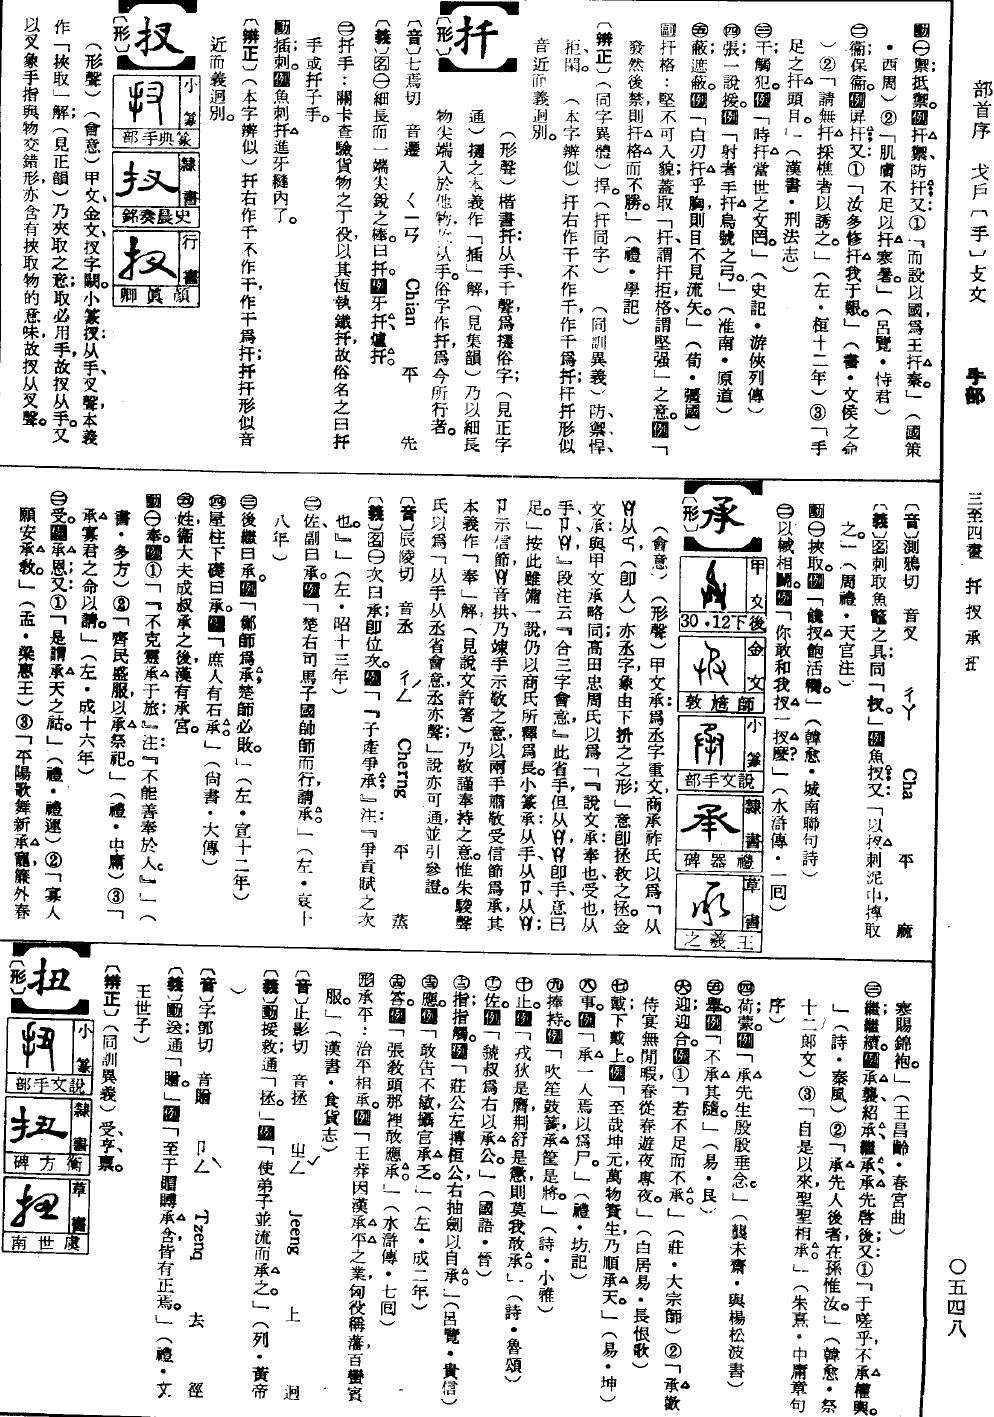 部首序 戈戶〔手〕支文 手部 三至四畫 扦扠承扭 〇五四八
動㊀禦抵禦。例扞禦、防扞;又①「而設以國,爲王扞秦。」(國策
・西周)②「肌膚不足以扞寒暑。」(呂覽・恃君)
㊁衞保衞。例屛扞;又①「汝多修扞我于艱。」(書・文侯之命
)②「請無扞採樵者以誘之。」(左・桓十二年)③「手
足之扞頭目。」(漢書・刑法志)
㊂干觸犯。例「時扞當世之文罔。」(史記・游俠列傳)
㊃張一說援。例「射者手扞烏號之弓。」(淮南・原道)
㊄蔽遮蔽。例「白刃扞乎胸則目不見流矢。」(荀・彊國)
副扞格:堅不可入貌蓋取「扞謂扞拒,格謂堅强」之意。例「
發然後禁則扞格而不勝。」(禮・學記)
〔辨正〕(同字異體)捍。(扞同字) (同訓異義)防、禦、悍、
拒、閑。 (本字辨似)扞右作干不作千,作千爲扦;扦扞形似
音近而義迥別。
【扦】
〔形〕
(形聲)楷書扦从手、千聲,爲攓俗字;(見正字
通)攓之本義作「插」解(見集韻)乃以細長
物尖端入於他物,故从手。俗字作扦,爲今所行者。
〔音〕七焉切 音遷 ㄑㄧㄢ Chian 平 先
〔義〕名㊀細長而一端尖銳之棒曰扦。例牙扦、爐扦。
㊁扦手:關卡查驗貨物之丁役,以其恆執鐵扦,故俗名之曰扦
手或扦子手。
動插;刺。例魚刺扦進牙縫內了。
〔辨正〕(本字辨似)扦右作千不作干,作干爲扞;扦扞形似音
近而義迥別。
【扠】
〔形〕
小篆 篆典手部
隸書 史晨奏銘
行書 顏眞卿
(形聲)(會意)甲文、金文扠字闕。小篆扠从手、叉聲,本義
作「挾取」解(見正韻)乃夾取之意;取必用手,故扠从手。又
以叉象手指與物交錯形,亦含有挾取物的意味,故扠从叉聲。
〔音〕測鴉切 音叉 ㄔㄚ Cha 平 麻
〔義〕名刺取魚鼈之具,同「杈」。例魚扠;又「以扠刺泥巾摶取
之。」(周禮・天官注)
動㊀挾取。例「饞扠飽活臠。」(韓愈・城南聯句詩)
㊁以械相鬭。例「你敢和我扠一扠麽?」(水滸傳・一回)
【承】
〔形〕
甲文 後下12・30
金文 師𤸫敦
小篆 說文手部
隸書 禮器碑
草書 王羲之
(會意)(形聲)甲文承爲丞字重文,商承祚氏以爲「从
从卩,(卽人)亦丞字,象由下拚之之形」意卽拯救之拯。金
文承與甲文承略同,高田忠周氏以爲「『說文承奉也受也从
手、卩、廾』段注云『合三字會意』此省手,但从卩、廾,廾卽手意已
足」按此雖備一說,仍以商氏所釋爲長。小篆承从手、从卩、从廾;
卩示信節,廾音拱,乃竦手示敬之意,以兩手肅敬受信節爲承,其
本義作「奉」解(見說文許箸)乃敬謹奉持之意。惟朱駿聲
氏以爲「从手从丞省會意,丞亦聲」說亦可通,並引參證。
〔音〕辰陵切 音丞 ㄔㄥ Cherng 平 蒸
〔義〕名㊀次曰承;卽位次。例「『子產爭承』注:『爭貢賦之次
也。』」(左・昭十三年)
㊁佐副曰承。例「楚右司馬子國帥師而行,請承。」(左・哀十
八年)
㊂後繼曰承。例「鄭師爲承,楚師必敗。」(左・宣十二年)
㊃屋柱下礎曰承。例「庶人有石承。」(尙書・大傳)
㊄姓,衞大夫成叔承之後,漢有承宮。
動㊀奉。例①「『不克靈承于旅』注:『不能善奉於人。』」(
書・多方)②「齊民盛服,以承祭祀。」(禮・中庸)③「
承寡君之命以請。」(左・成十六年)
㊁受。例承恩;又①「是謂承天之祜。」(禮・禮運)②「寡人
願安承敎。」(孟・梁惠王)③「平陽歌舞新承寵,簾外春
寒賜錦袍。」(王昌齡・春宮曲)
㊂繼;繼續。例承襲、紹承、繼承、承先啓後;又①「于嗟乎,不承權輿
」(詩・秦風)②「承先人後者,在孫惟汝。」(韓愈・祭
十二郎文)③「自是以來,聖聖相承。」(朱熹・中庸章句
序)
㊃荷蒙。例「承先生殷殷垂念。」(龔未齋・與楊松波書)
㊄舉。例「不承其隨。」(易・艮)
㊅迎;迎合。例①「若不足而不承。」(莊・大宗師)②「承歡
侍宴無閒暇,春從春遊夜專夜。」(白居易・長恨歌)
㊆戴;下戴上。例「至哉坤元,萬物資生,乃順承天。」(易・坤)
㊇事。例「承一人焉以爲尸。」(禮・坊記)
㊈捧持。例「吹笙鼓簧,承筐是將。」(詩・小雅)
㊉止。例「戎狄是膺,荊舒是懲,則莫我敢承。」(詩・魯頌)
佐。例「虢叔爲右以承公。」(國語・晉)
指;指觸。例「莊公左搏桓公,右抽劍以自承。」(呂覽・貴信)
應。例「敢告不敏,攝官承乏。」(左・成二年)
答。例「張敎頭那裡敢應承。」(水滸傳・七回)
形承平:治平相承。例「王莽因漢承平之業,匈奴稱藩,百蠻賓
服。」(漢書・食貨志)
〔音〕止影切 音拯 ㄓㄥˇ Jeeng 上 迥
〔義〕動援救,通「拯」。例「使弟子並流而承之。」(列・黃帝
)
〔音〕字鄧切 音贈 ㄗㄥˋ Tzeng 去 徑
〔義〕動送,通「贈」。例「至于賵賻承含,皆有正焉。」(禮・文
王世子)
〔辨正〕(同訓異義)受、享、稟。
【扭】
〔形〕
小篆 說文手部
隸書 衡方碑
草書 虞世南